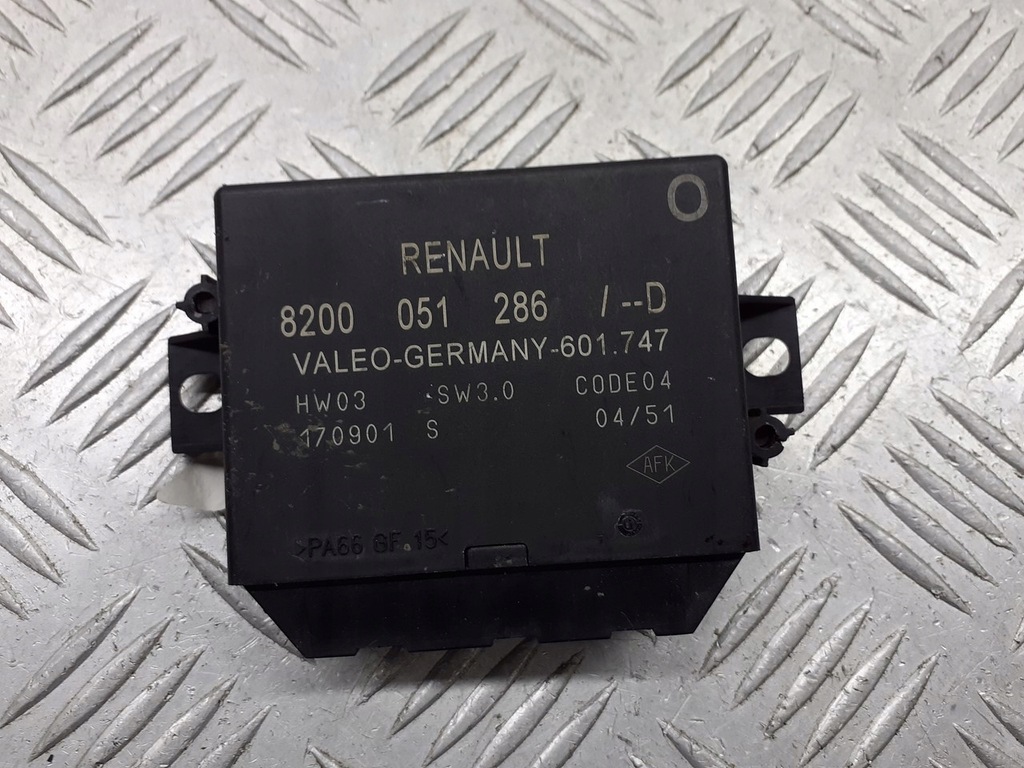 O
RENAULT
8200 051 286 /--D
VALEO-GERMANY-601.747
HW03 SW3.0 CODE04
170901 S 04/51
AFK
>PA66 GF 15<